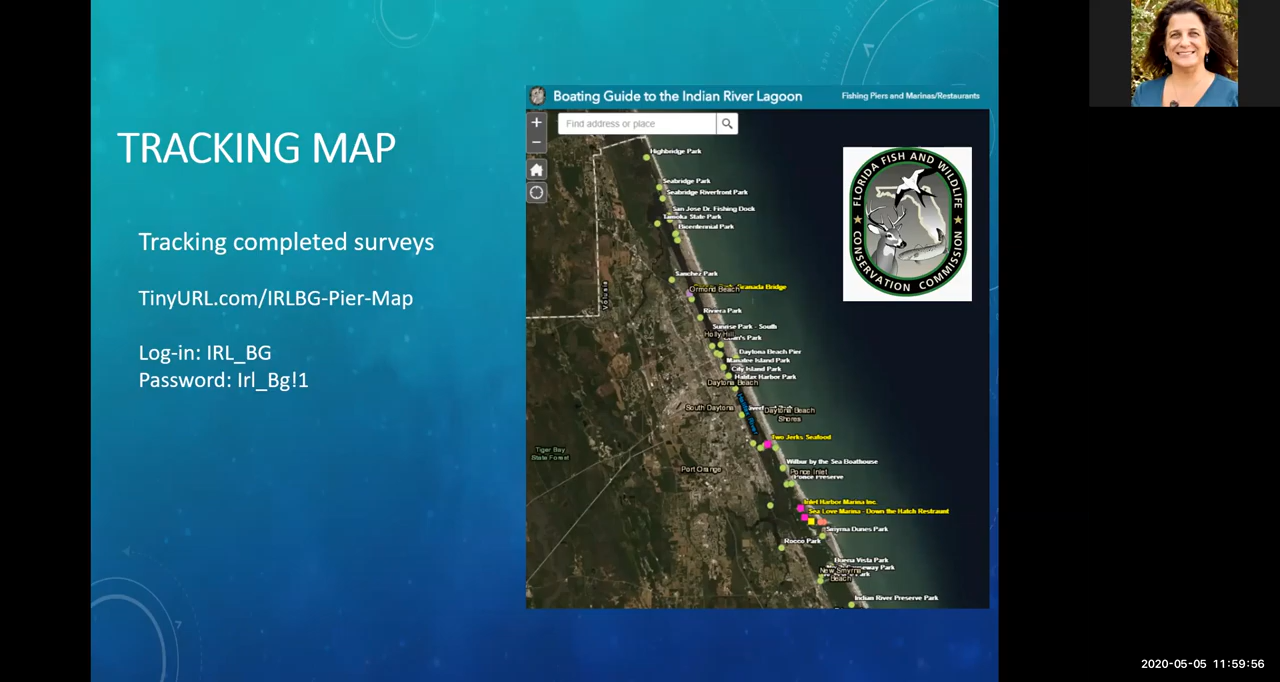 TRACKING MAP
Tracking completed surveys
TinyURL.com/IRLBG-Pier-Map
Log-in: IRL_BG
Password: Irl_Bg!1
Boating Guide to the Indian River Lagoon
Fishing Piers and Marinas/Restaurants
+
−
Find address or place
Highbridge Park
Seabridge Park
Seabridge Riverfront Park
San Jose Dr. Fishing Dock
Tomoka State Park
Bicentennial Park
Sanchez Park
Ormond Beach
Granada Bridge
Volusia
Riviera Park
Sunrise Park - South
Holly Hill
Daytona Beach Pier
Manatee Island Park
City Island Park
Halifax Harbor Park
Daytona Beach
South Daytona
Daytona Beach
Shores
Two Jerks Seafood
Tiger Bay
State Forest
Wilbur by the Sea Boathouse
Port Orange
Ponce Inlet
Ponce Preserve
Inlet Harbor Marina Inc.
Sea Love Marina - Down the Hatch Restraunt
Smyrna Dunes Park
Rocco Park
Buena Vista Park
New Smyrna
Beach
Indian River Preserve Park
FLORIDA FISH AND WILDLIFE
CONSERVATION COMMISSION
2020-05-05 11:59:56